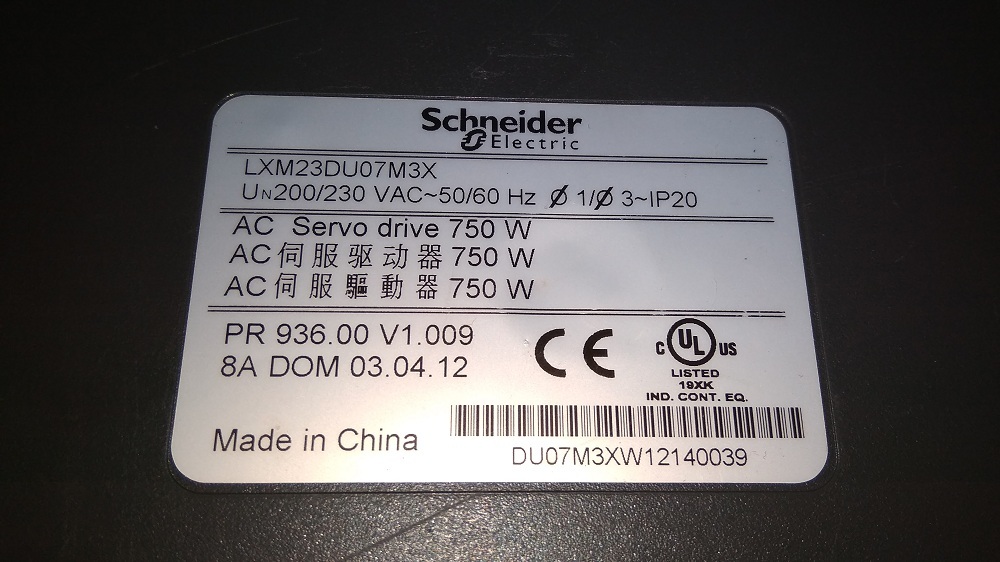 Schneider
Electric
LXM23DU07M3X
UN200/230 VAC~50/60 Hz Ø 1/Ø 3~IP20
AC Servo drive 750 W
AC伺服驱动器 750 W
AC伺服驅動器 750 W
PR 936.00 V1.009
8A DOM 03.04.12
CE
C UL US
LISTED
19XK
IND. CONT. EQ.
Made in China
DU07M3XW12140039